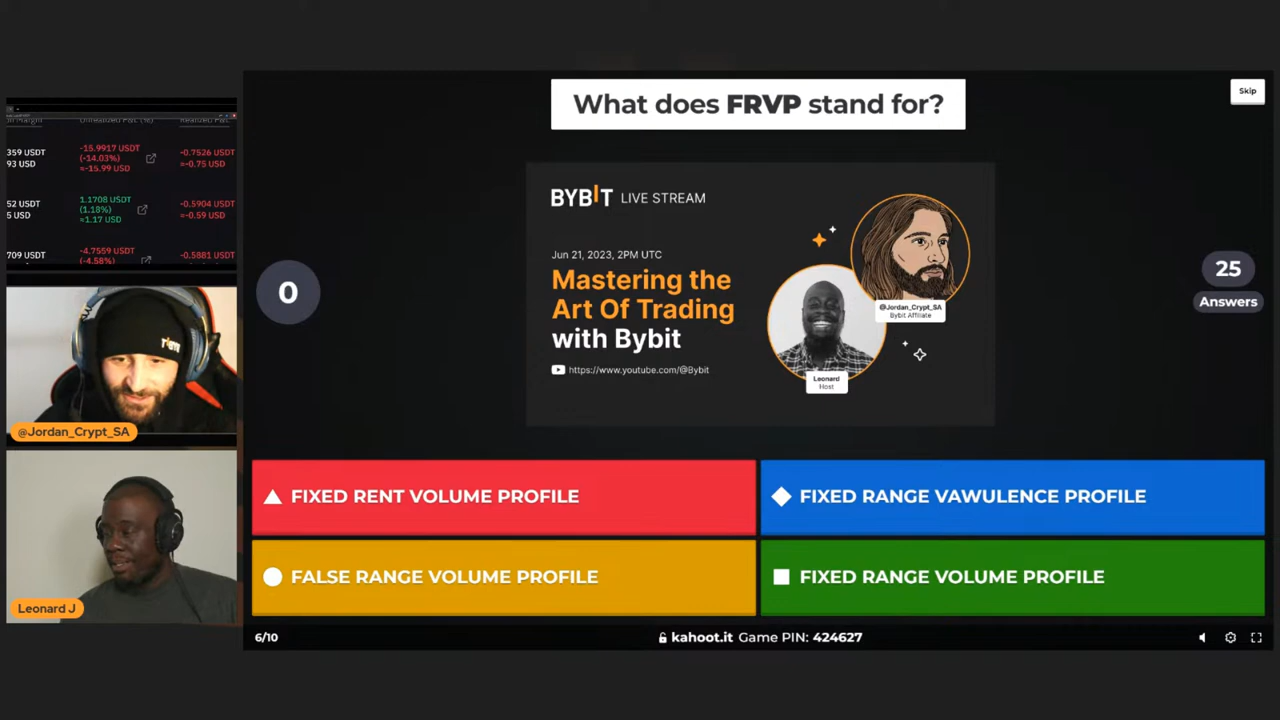 What does FRVP stand for?
Skip
359 USDT
93 USD
-15.9917 USDT
(-14.03%)
≈-15.99 USD
-0.7526 USDT
≈-0.75 USD
52 USDT
5 USD
1.1708 USDT
(1.18%)
≈1.17 USD
-0.5904 USDT
≈-0.59 USD
709 USDT
-4.7559 USDT
(-4.58%)
-0.5881 USDT
BYBIT LIVE STREAM
Jun 21, 2023, 2PM UTC
Mastering the
Art Of Trading
with Bybit
https://www.youtube.com/@Bybit
@Jordan_Crypt_SA
Bybit Affiliate
Leonard
Host
0
25
Answers
@Jordan_Crypt_SA
Leonard J
FIXED RENT VOLUME PROFILE
FIXED RANGE VAWULENCE PROFILE
FALSE RANGE VOLUME PROFILE
FIXED RANGE VOLUME PROFILE
6/10
kahoot.it Game PIN: 424627